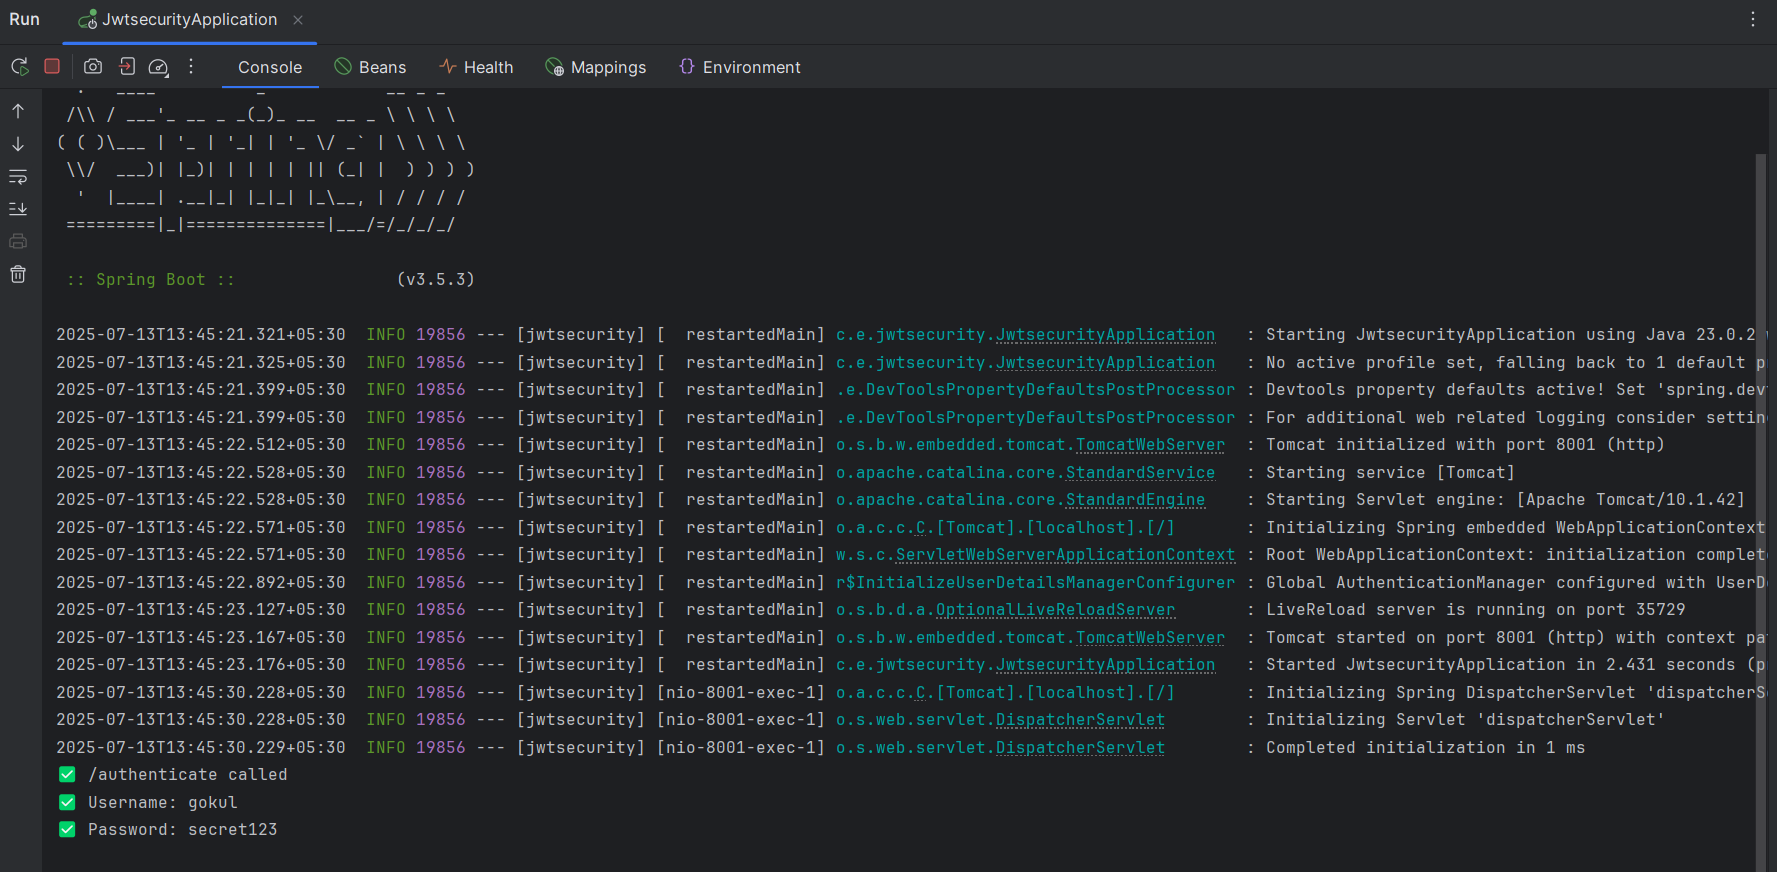 Run JwtsecurityApplication
Console Beans Health Mappings Environment
 /\\ / ___'_ __ _ _(_)_ __  __ _ \ \ \ \
( ( )\___ | '_ | '_| | '_ \/ _` | \ \ \ \
 \\/  ___)| |_)| | | | | || (_| |  ) ) ) )
  '  |____| .__|_| |_|_| |_\__, | / / / /
 =========|_|==============|___/=/_/_/_/
:: Spring Boot :: (v3.5.3)
2025-07-13T13:45:21.321+05:30  INFO 19856 --- [jwtsecurity] [  restartedMain] c.e.jwtsecurity.JwtsecurityApplication   : Starting JwtsecurityApplication using Java 23.0.2
2025-07-13T13:45:21.325+05:30  INFO 19856 --- [jwtsecurity] [  restartedMain] c.e.jwtsecurity.JwtsecurityApplication   : No active profile set, falling back to 1 default p
2025-07-13T13:45:21.399+05:30  INFO 19856 --- [jwtsecurity] [  restartedMain] .e.DevToolsPropertyDefaultsPostProcessor : Devtools property defaults active! Set 'spring.dev
2025-07-13T13:45:21.399+05:30  INFO 19856 --- [jwtsecurity] [  restartedMain] .e.DevToolsPropertyDefaultsPostProcessor : For additional web related logging consider settin
2025-07-13T13:45:22.512+05:30  INFO 19856 --- [jwtsecurity] [  restartedMain] o.s.b.w.embedded.tomcat.TomcatWebServer  : Tomcat initialized with port 8001 (http)
2025-07-13T13:45:22.528+05:30  INFO 19856 --- [jwtsecurity] [  restartedMain] o.apache.catalina.core.StandardService   : Starting service [Tomcat]
2025-07-13T13:45:22.528+05:30  INFO 19856 --- [jwtsecurity] [  restartedMain] o.apache.catalina.core.StandardEngine    : Starting Servlet engine: [Apache Tomcat/10.1.42]
2025-07-13T13:45:22.571+05:30  INFO 19856 --- [jwtsecurity] [  restartedMain] o.a.c.c.C.[Tomcat].[localhost].[/]       : Initializing Spring embedded WebApplicationContext
2025-07-13T13:45:22.571+05:30  INFO 19856 --- [jwtsecurity] [  restartedMain] w.s.c.ServletWebServerApplicationContext : Root WebApplicationContext: initialization complet
2025-07-13T13:45:22.892+05:30  INFO 19856 --- [jwtsecurity] [  restartedMain] r$InitializeUserDetailsManagerConfigurer : Global AuthenticationManager configured with UserD
2025-07-13T13:45:23.127+05:30  INFO 19856 --- [jwtsecurity] [  restartedMain] o.s.b.d.a.OptionalLiveReloadServer       : LiveReload server is running on port 35729
2025-07-13T13:45:23.167+05:30  INFO 19856 --- [jwtsecurity] [  restartedMain] o.s.b.w.embedded.tomcat.TomcatWebServer  : Tomcat started on port 8001 (http) with context pa
2025-07-13T13:45:23.176+05:30  INFO 19856 --- [jwtsecurity] [  restartedMain] c.e.jwtsecurity.JwtsecurityApplication   : Started JwtsecurityApplication in 2.431 seconds (p
2025-07-13T13:45:30.228+05:30  INFO 19856 --- [jwtsecurity] [nio-8001-exec-1] o.a.c.c.C.[Tomcat].[localhost].[/]       : Initializing Spring DispatcherServlet 'dispatcherS
2025-07-13T13:45:30.228+05:30  INFO 19856 --- [jwtsecurity] [nio-8001-exec-1] o.s.web.servlet.DispatcherServlet        : Initializing Servlet 'dispatcherServlet'
2025-07-13T13:45:30.229+05:30  INFO 19856 --- [jwtsecurity] [nio-8001-exec-1] o.s.web.servlet.DispatcherServlet        : Completed initialization in 1 ms
✅ /authenticate called
✅ Username: gokul
✅ Password: secret123